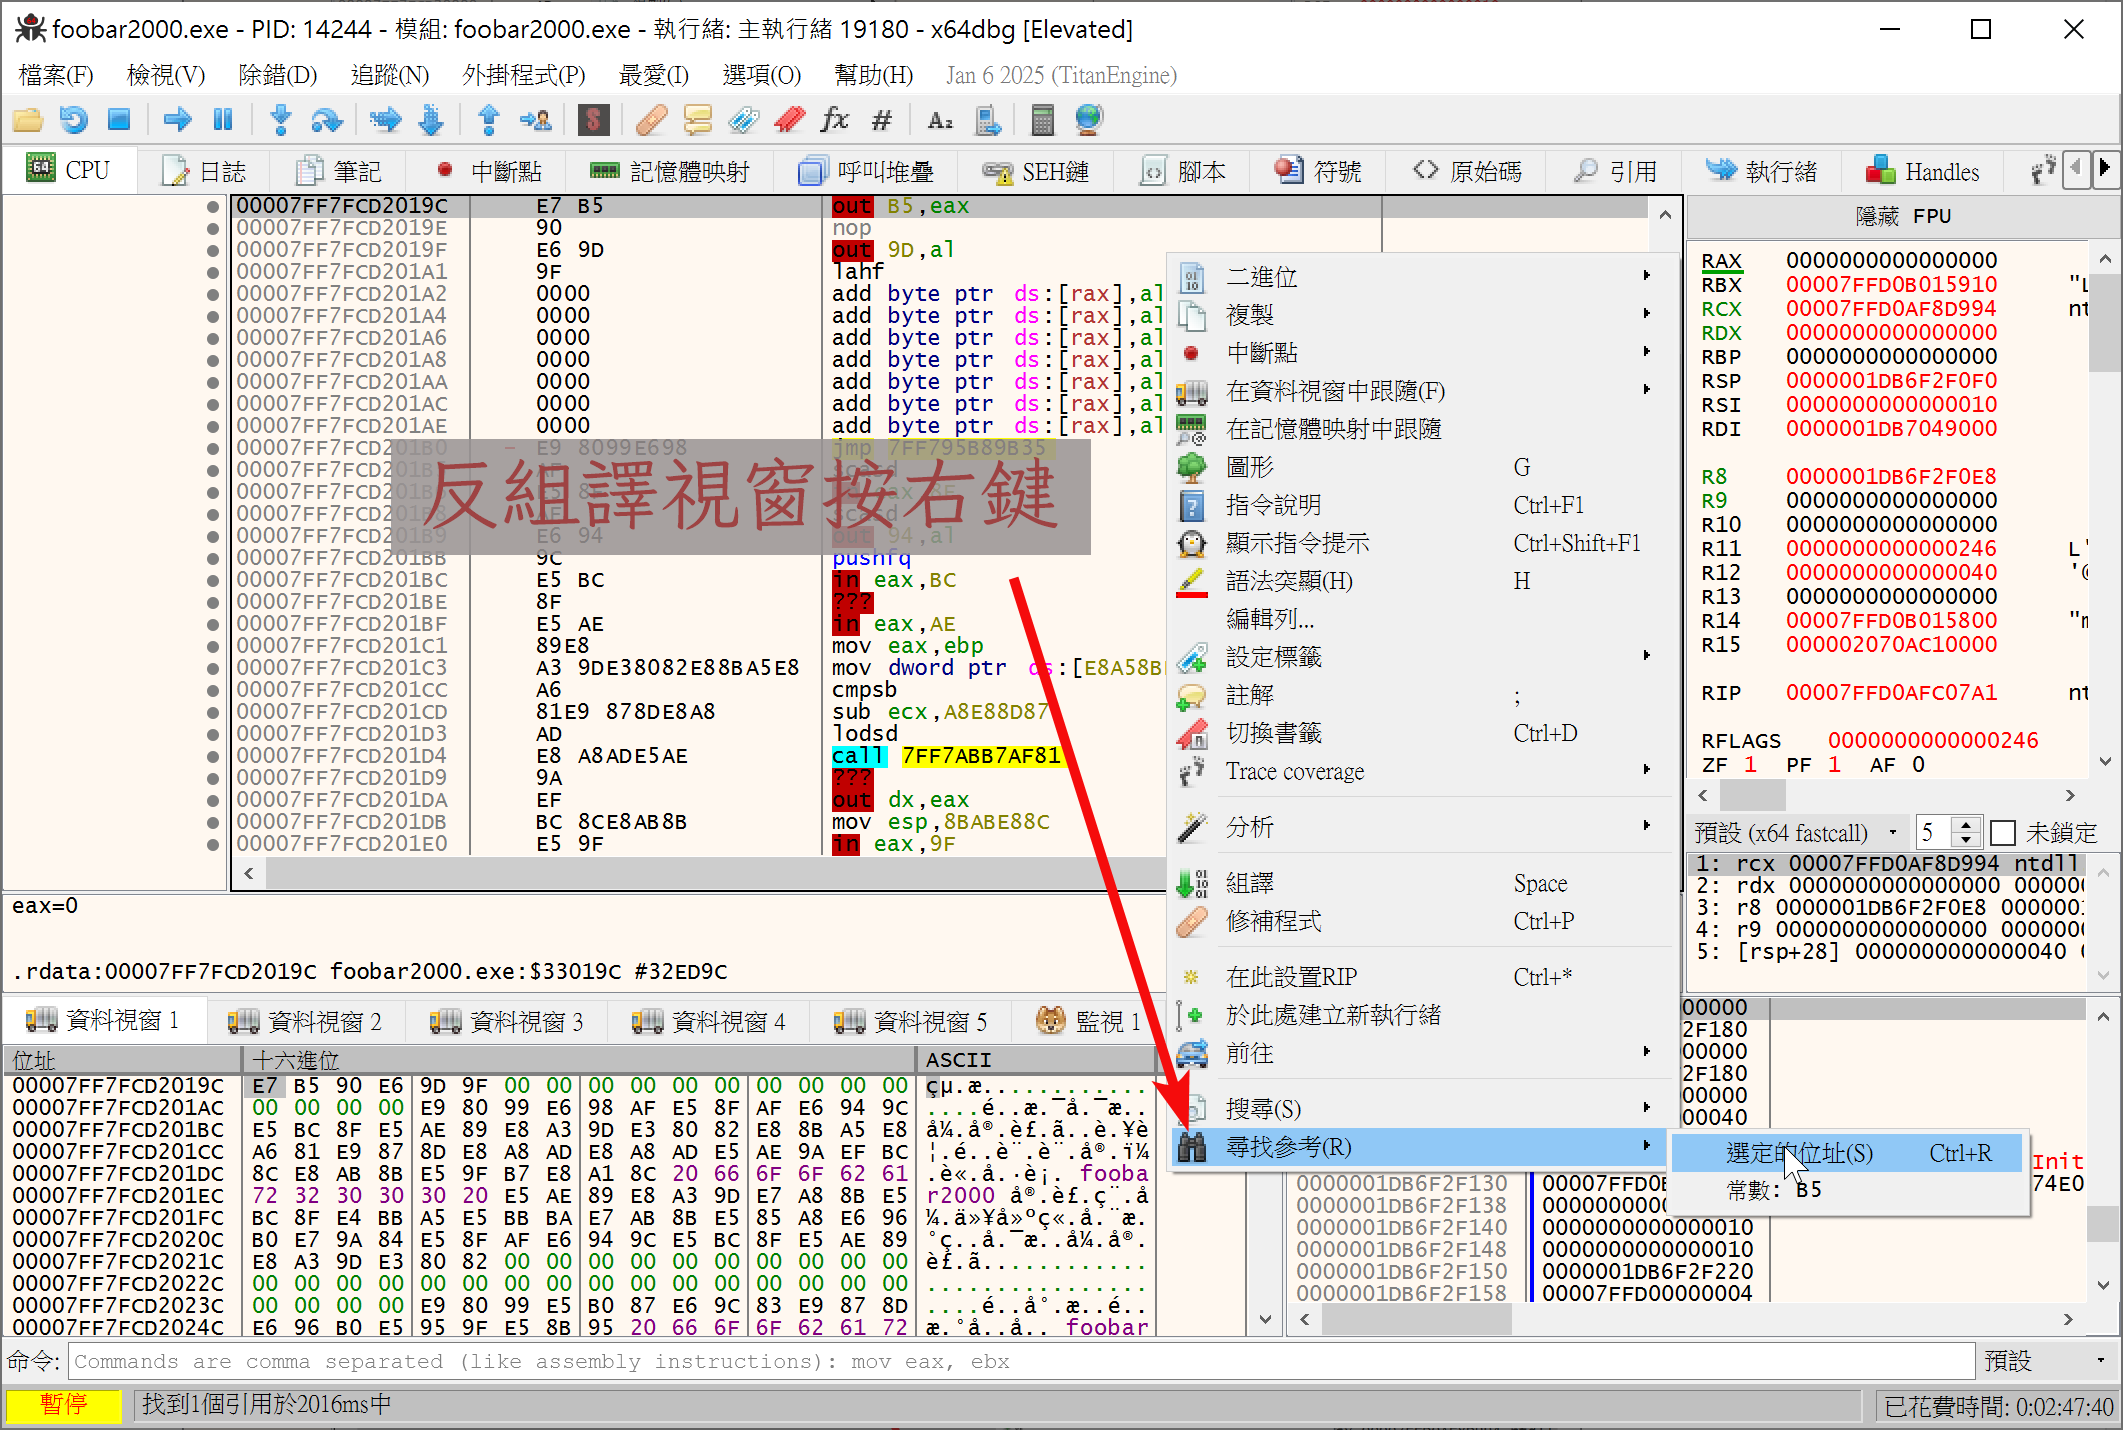 foobar2000.exe - PID: 14244 - 模組: foobar2000.exe - 執行緒: 主執行緒 19180 - x64dbg [Elevated]
檔案(F) 檢視(V) 除錯(D) 追蹤(N) 外掛程式(P) 最愛(I) 選項(O) 幫助(H) Jan 6 2025 (TitanEngine)
CPU 日誌 筆記 中斷點 記憶體映射 呼叫堆疊 SEH鏈 腳本 符號 原始碼 引用 執行緒 Handles
00007FF7FCD2019C E7 B5 out B5,eax
00007FF7FCD2019E 90 nop
00007FF7FCD2019F E6 9D out 9D,al
00007FF7FCD201A1 9F lahf
00007FF7FCD201A2 0000 add byte ptr ds:[rax],al
00007FF7FCD201A4 0000 add byte ptr ds:[rax],al
00007FF7FCD201A6 0000 add byte ptr ds:[rax],al
00007FF7FCD201A8 0000 add byte ptr ds:[rax],al
00007FF7FCD201AA 0000 add byte ptr ds:[rax],al
00007FF7FCD201AC 0000 add byte ptr ds:[rax],al
00007FF7FCD201AE 0000 add byte ptr ds:[rax],al
00007FF7FCD201B0 - E9 8099E698 jmp 7FF795B89B35
反組譯視窗按右鍵
00007FF7FCD201B9 E6 94 out 94,al
00007FF7FCD201BB 9C pushfq
00007FF7FCD201BC E5 BC in eax,BC
00007FF7FCD201BE 8F ???
00007FF7FCD201BF E5 AE in eax,AE
00007FF7FCD201C1 89E8 mov eax,ebp
00007FF7FCD201C3 A3 9DE38082E88BA5E8 mov dword ptr ds:[E8A58B
00007FF7FCD201CC A6 cmpsb
00007FF7FCD201CD 81E9 878DE8A8 sub ecx,A8E88D87
00007FF7FCD201D3 AD lodsd
00007FF7FCD201D4 E8 A8ADE5AE call 7FF7ABB7AF81
00007FF7FCD201D9 9A ???
00007FF7FCD201DA EF out dx,eax
00007FF7FCD201DB BC 8CE8AB8B mov esp,8BABE88C
00007FF7FCD201E0 E5 9F in eax,9F
二進位
複製
中斷點
在資料視窗中跟隨(F)
在記憶體映射中跟隨
圖形 G
指令說明 Ctrl+F1
顯示指令提示 Ctrl+Shift+F1
語法突顯(H) H
編輯列...
設定標籤
註解 ;
切換書籤 Ctrl+D
Trace coverage
分析
組譯 Space
修補程式 Ctrl+P
在此設置RIP Ctrl+*
於此處建立新執行緒
前往
搜尋(S)
尋找參考(R)
選定的位址(S) Ctrl+R
常數: B5
隱藏 FPU
RAX 0000000000000000
RBX 00007FFD0B015910 "L
RCX 00007FFD0AF8D994 nt
RDX 0000000000000000
RBP 0000000000000000
RSP 0000001DB6F2F0F0
RSI 0000000000000010
RDI 0000001DB7049000
R8 0000001DB6F2F0E8
R9 0000000000000000
R10 0000000000000000
R11 0000000000000246 L'
R12 0000000000000040 '@
R13 0000000000000000
R14 00007FFD0B015800 "m
R15 000002070AC10000
RIP 00007FFD0AFC07A1 nt
RFLAGS 0000000000000246
ZF 1 PF 1 AF 0
預設 (x64 fastcall) 5 未鎖定
1: rcx 00007FFD0AF8D994 ntdll
2: rdx 0000000000000000 000000
3: r8 0000001DB6F2F0E8 000000
4: r9 0000000000000000 000000
5: [rsp+28] 0000000000000040
eax=0
.rdata:00007FF7FCD2019C foobar2000.exe:$33019C #32ED9C
資料視窗 1 資料視窗 2 資料視窗 3 資料視窗 4 資料視窗 5 監視 1
位址 十六進位 ASCII
00007FF7FCD2019C E7 B5 90 E6 9D 9F 00 00 00 00 00 00 00 00 00 00 çµ.æ............
00007FF7FCD201AC 00 00 00 00 E9 80 99 E6 98 AF E5 8F AF E6 94 9C ....é..æ.¯å.¯æ..
00007FF7FCD201BC E5 BC 8F E5 AE 89 E8 A3 9D E3 80 82 E8 8B A5 E8 å¼.å®.è£.ã..è.¥è
00007FF7FCD201CC A6 81 E9 87 8D E8 A8 AD E8 A8 AD E5 AE 9A EF BC ¦.é..è¨.è¨.å®.ï¼
00007FF7FCD201DC 8C E8 AB 8B E5 9F B7 E8 A1 8C 20 66 6F 6F 62 61 .è«.å.·è¡. fooba
00007FF7FCD201EC 72 32 30 30 30 20 E5 AE 89 E8 A3 9D E7 A8 8B E5 r2000 å®.è£.ç¨.å
00007FF7FCD201FC BC 8F E4 BB A5 E5 BB BA E7 AB 8B E5 85 A8 E6 96 ¼.ä»¥å»ºç«.å.¨æ.
00007FF7FCD2020C B0 E7 9A 84 E5 8F AF E6 94 9C E5 BC 8F E5 AE 89 °ç..å.¯æ..å¼.å®.
00007FF7FCD2021C E8 A3 9D E3 80 82 00 00 00 00 00 00 00 00 00 00 è£.ã............
00007FF7FCD2022C 00 00 00 00 00 00 00 00 00 00 00 00 00 00 00 00 ................
00007FF7FCD2023C 00 00 00 00 E9 80 99 E5 B0 87 E6 9C 83 E9 87 8D ....é..å°.æ..é..
00007FF7FCD2024C E6 96 B0 E5 95 9F E5 8B 95 20 66 6F 6F 62 61 72 æ.°å..å.. foobar
00000
2F180
00000
2F180
00000
00040
Init
74E0
0000001DB6F2F130 00007FFD0B
0000001DB6F2F138 000000000
0000001DB6F2F140 0000000000000010
0000001DB6F2F148 0000000000000010
0000001DB6F2F150 0000001DB6F2F220
0000001DB6F2F158 00007FFD00000004
命令: Commands are comma separated (like assembly instructions): mov eax, ebx 預設
暫停 找到1個引用於2016ms中 已花費時間: 0:02:47:40